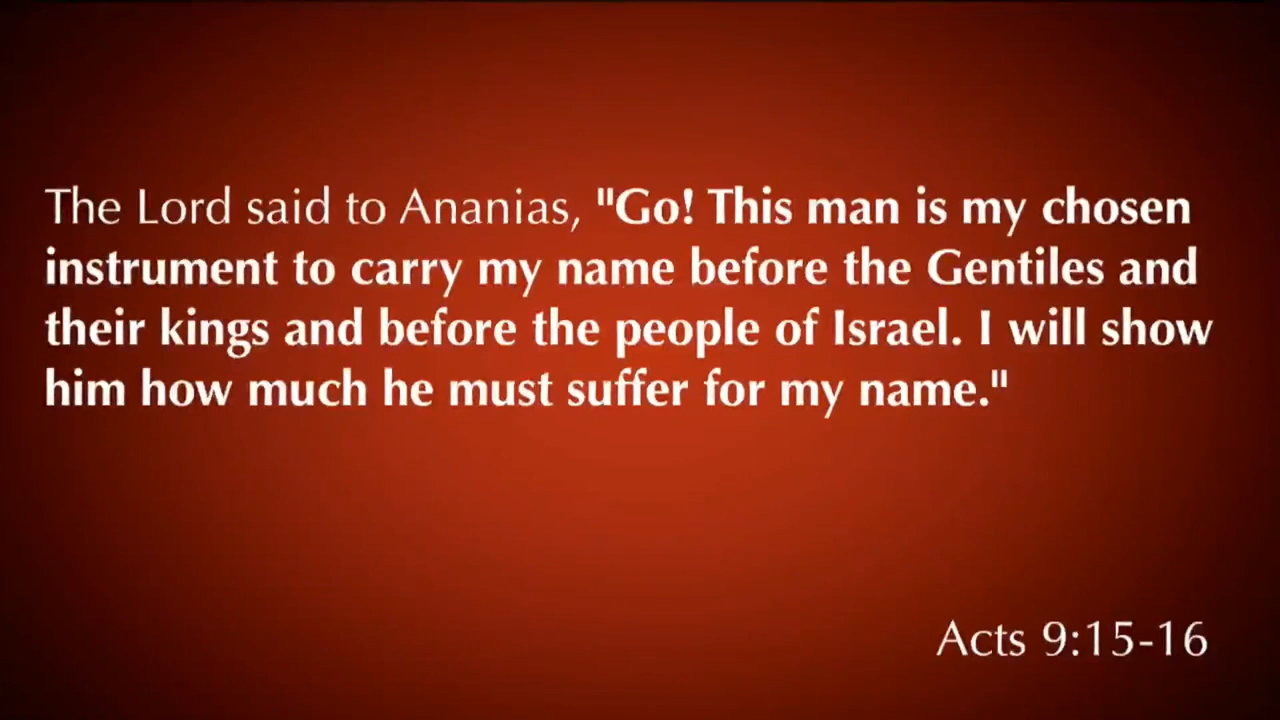 The Lord said to Ananias, "Go! This man is my chosen
instrument to carry my name before the Gentiles and
their kings and before the people of Israel. I will show
him how much he must suffer for my name."
Acts 9:15-16